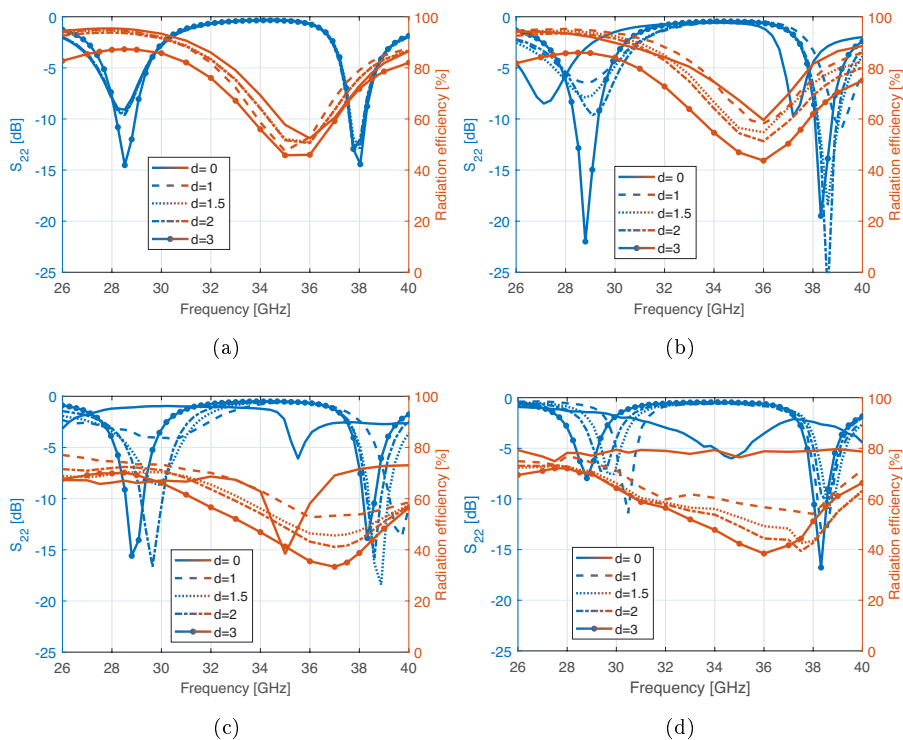 0
-5
-10
-15
-20
-25
S22 [dB]
100
80
60
40
20
0
Radiation efficiency [%]
d= 0
d=1
d=1.5
d=2
d=3
26 28 30 32 34 36 38 40
Frequency [GHz]
(a)
0
-5
-10
-15
-20
-25
S22 [dB]
100
80
60
40
20
0
Radiation efficiency [%]
d= 0
d=1
d=1.5
d=2
d=3
26 28 30 32 34 36 38 40
Frequency [GHz]
(b)
0
-5
-10
-15
-20
-25
S22 [dB]
100
80
60
40
20
0
Radiation efficiency [%]
d= 0
d=1
d=1.5
d=2
d=3
26 28 30 32 34 36 38 40
Frequency [GHz]
(c)
0
-5
-10
-15
-20
-25
S22 [dB]
100
80
60
40
20
0
Radiation efficiency [%]
d= 0
d=1
d=1.5
d=2
d=3
26 28 30 32 34 36 38 40
Frequency [GHz]
(d)